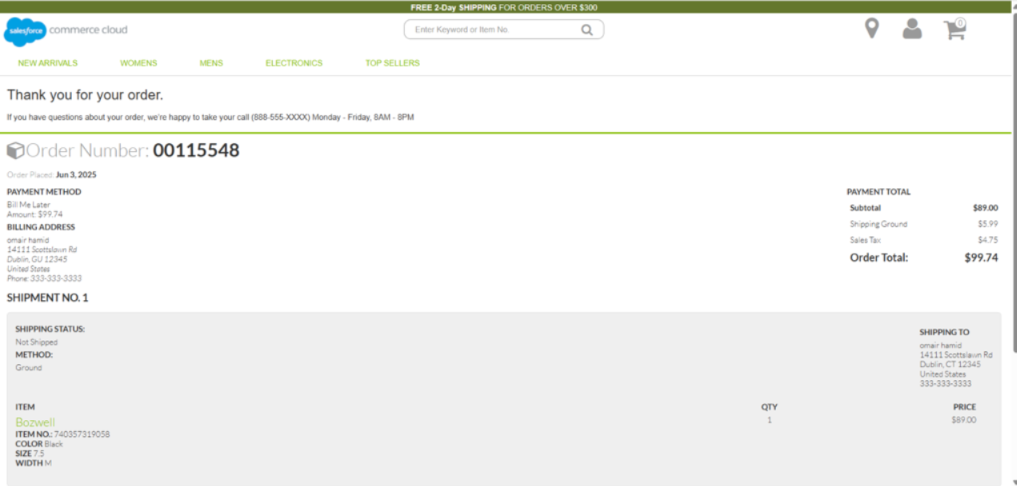 FREE 2-Day SHIPPING FOR ORDERS OVER $300
salesforce commerce cloud
Enter Keyword or Item No.
0
NEW ARRIVALS WOMENS MENS ELECTRONICS TOP SELLERS
Thank you for your order.
If you have questions about your order, we're happy to take your call (888-555-XXXX) Monday - Friday, 8AM - 8PM
Order Number: 00115548
Order Placed: Jun 3, 2025
PAYMENT METHOD
Bill Me Later
Amount: $99.74
BILLING ADDRESS
omair hamid
14111 Scottslawn Rd
Dublin, GU 12345
United States
Phone: 333-333-3333
PAYMENT TOTAL
Subtotal $89.00
Shipping Ground $5.99
Sales Tax $4.75
Order Total: $99.74
SHIPMENT NO. 1
SHIPPING STATUS:
Not Shipped
METHOD:
Ground
SHIPPING TO
omair hamid
14111 Scottslawn Rd
Dublin, CT 12345
United States
333-333-3333
ITEM QTY PRICE
Bozwell 1 $89.00
ITEM NO.: 740357319058
COLOR Black
SIZE 7.5
WIDTH M